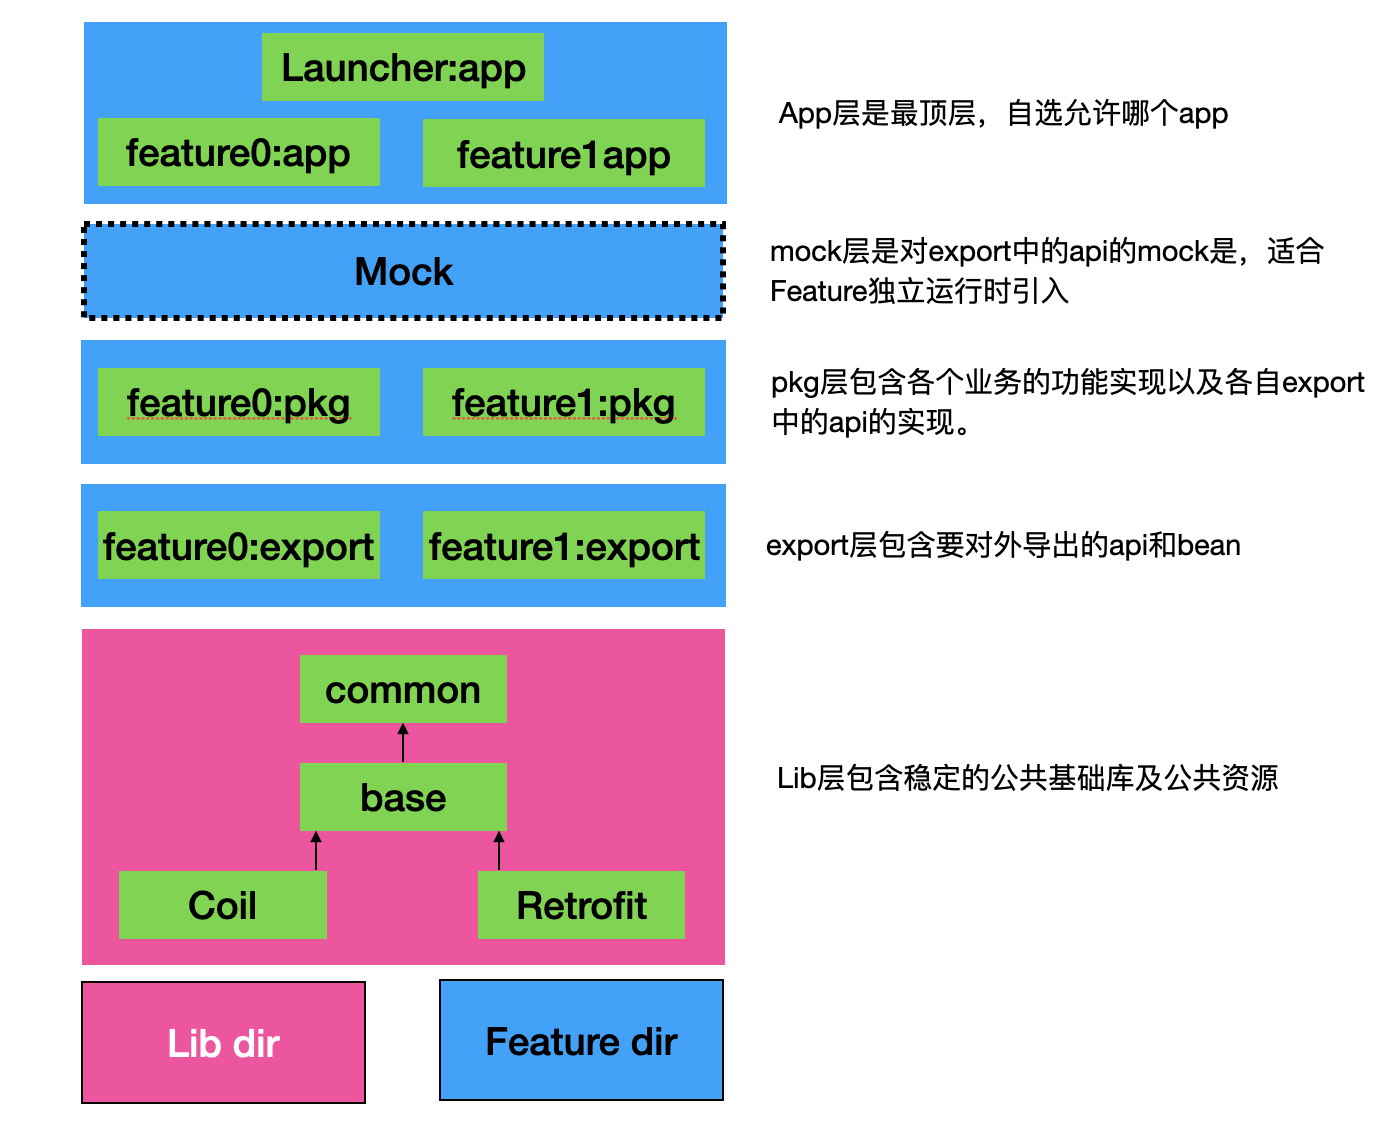 Launcher:app
feature0:app
feature1app
App层是最顶层，自选允许哪个app
Mock
mock层是对export中的api的mock是，适合
Feature独立运行时引入
feature0:pkg
feature1:pkg
pkg层包含各个业务的功能实现以及各自export
中的api的实现。
feature0:export
feature1:export
export层包含要对外导出的api和bean
common
base
Coil
Retrofit
Lib层包含稳定的公共基础库及公共资源
Lib dir
Feature dir